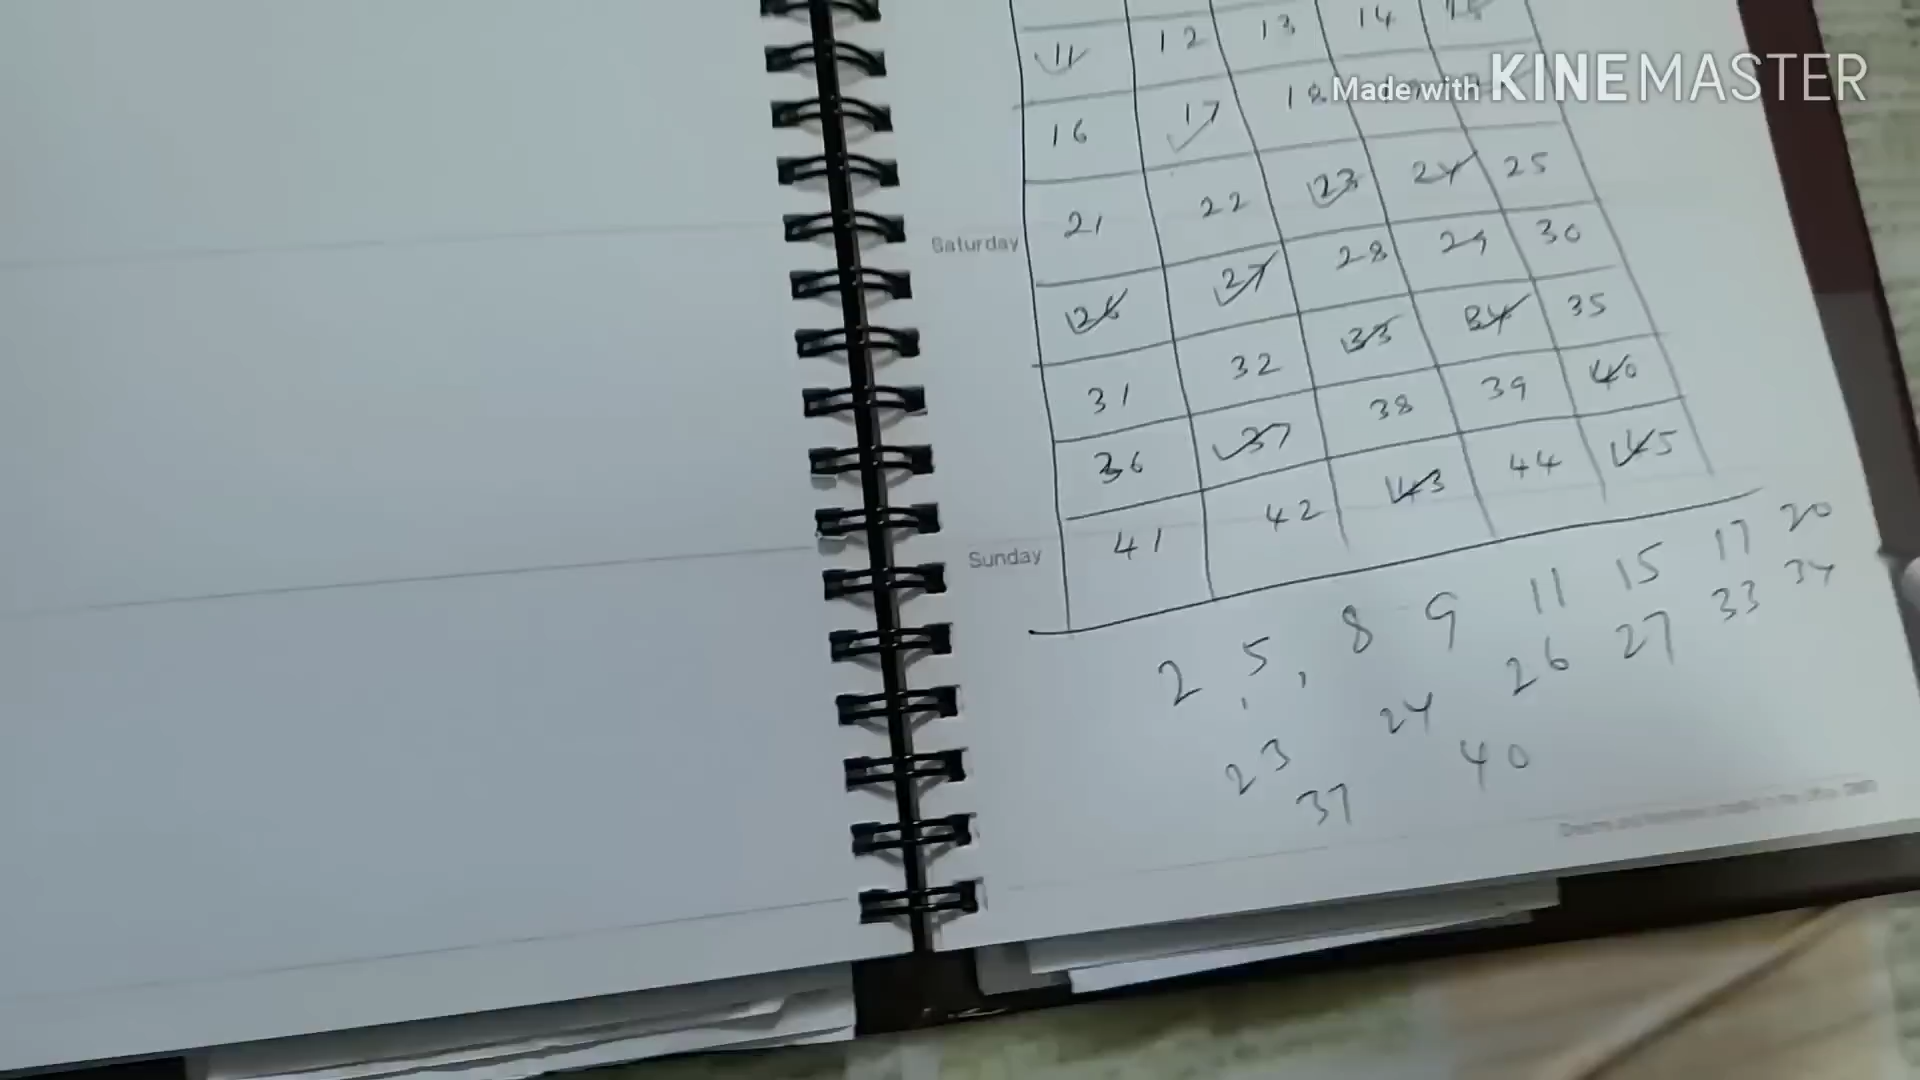 Made with KINEMASTER
11 12 13 14 15
16 17 18
21 22 23 24 25
Saturday
26 27 28 29 30
31 32 33 34 35
36 37 38 39 40
41 42 43 44 45
Sunday
2, 5, 8 9 11 15 17 20
23 24 26 27 33 34
37 40